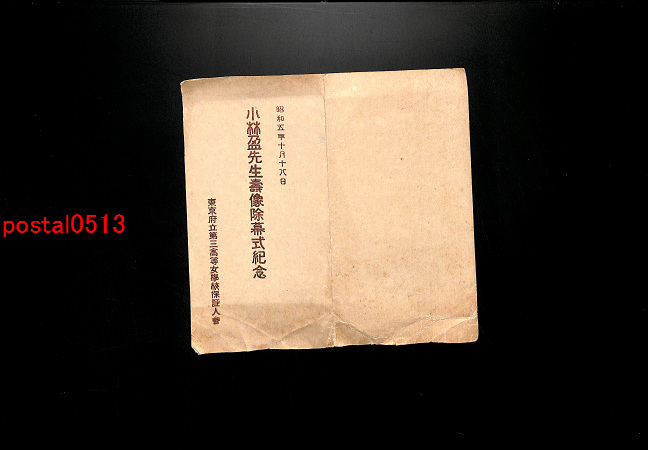 昭和五年十月十八日
小林盈先生壽像除幕式紀念
東京府立第三高等女學校保証人會
postal0513